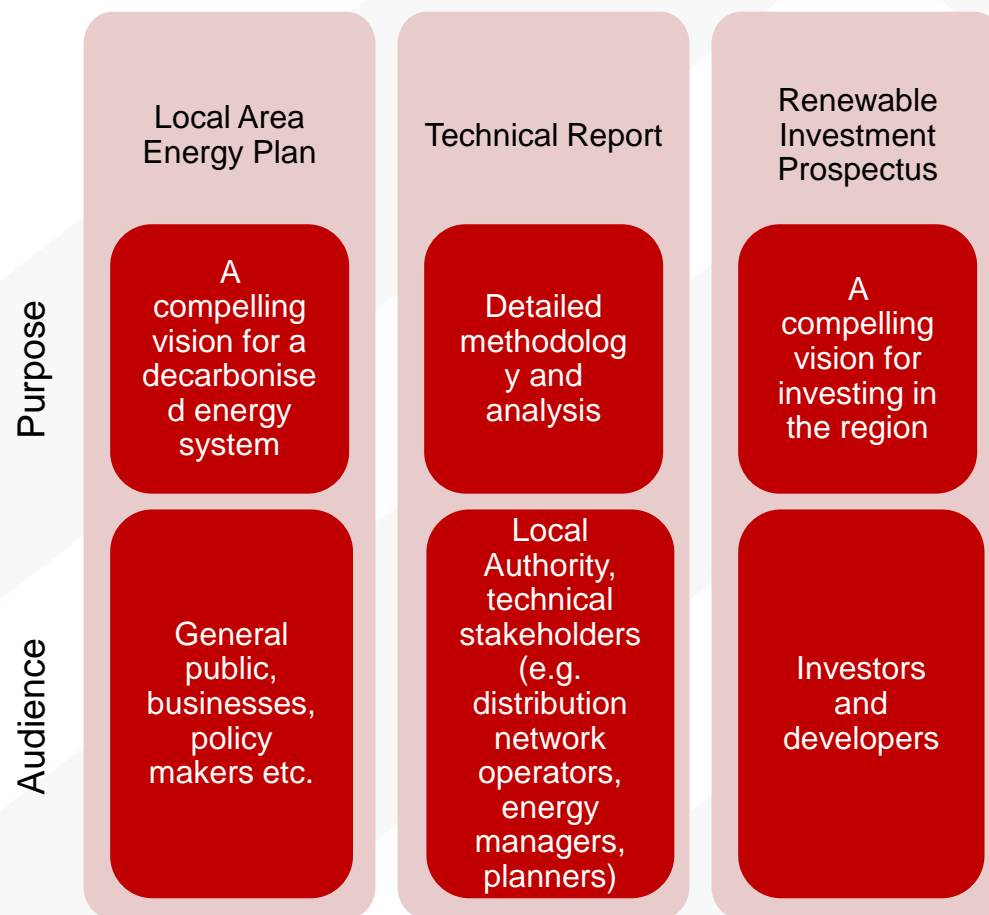 Local Area
Energy Plan
Technical Report
Renewable
Investment
Prospectus
Purpose
A
compelling
vision for a
decarbonise
d energy
system
Detailed
methodolog
y and
analysis
A
compelling
vision for
investing in
the region
Audience
General
public,
businesses,
policy
makers etc.
Local
Authority,
technical
stakeholders
(e.g.
distribution
network
operators,
energy
managers,
planners)
Investors
and
developers